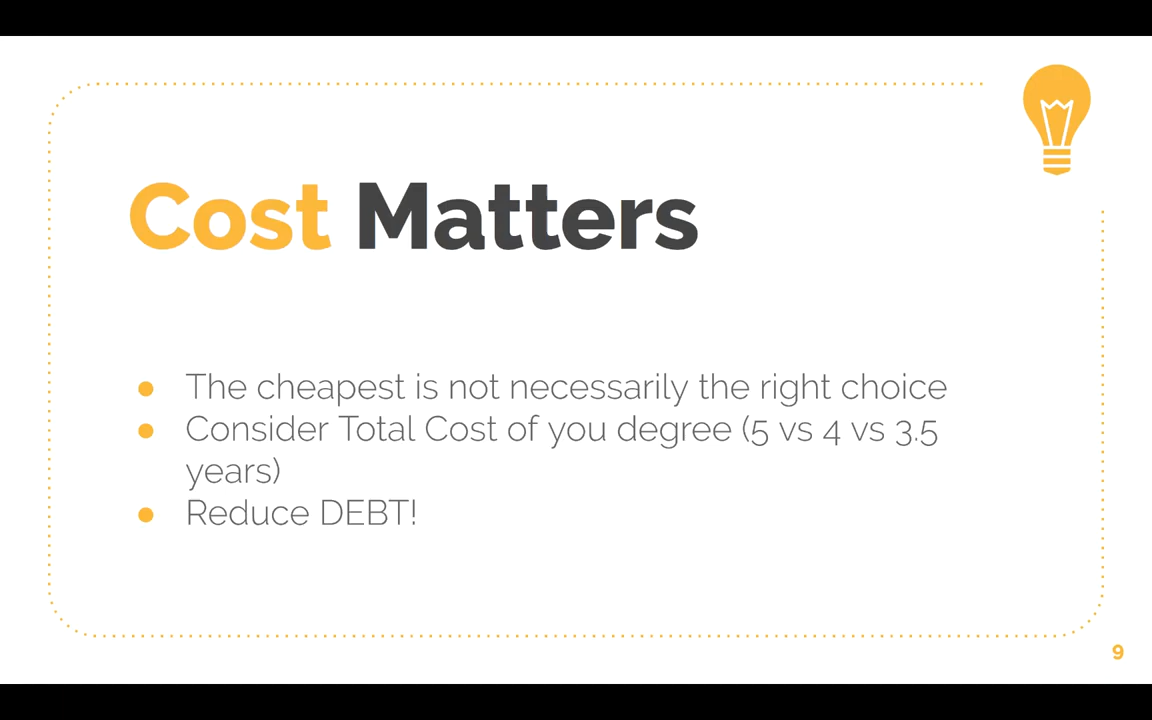 Cost Matters
● The cheapest is not necessarily the right choice
● Consider Total Cost of you degree (5 vs 4 vs 3.5
years)
● Reduce DEBT!
9